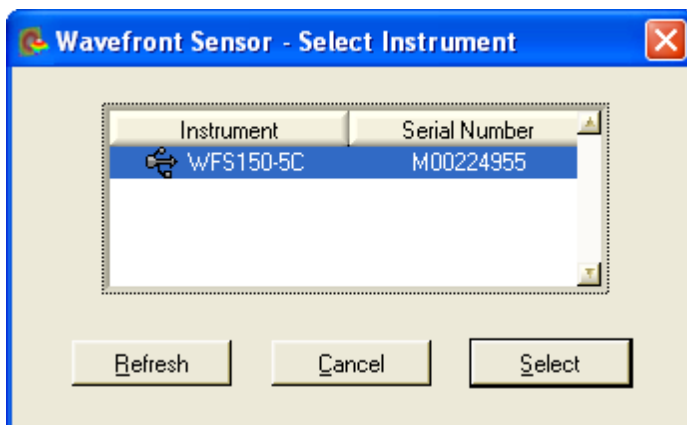 Wavefront Sensor - Select Instrument
Instrument Serial Number
WFS150-5C M00224955
Refresh Cancel Select